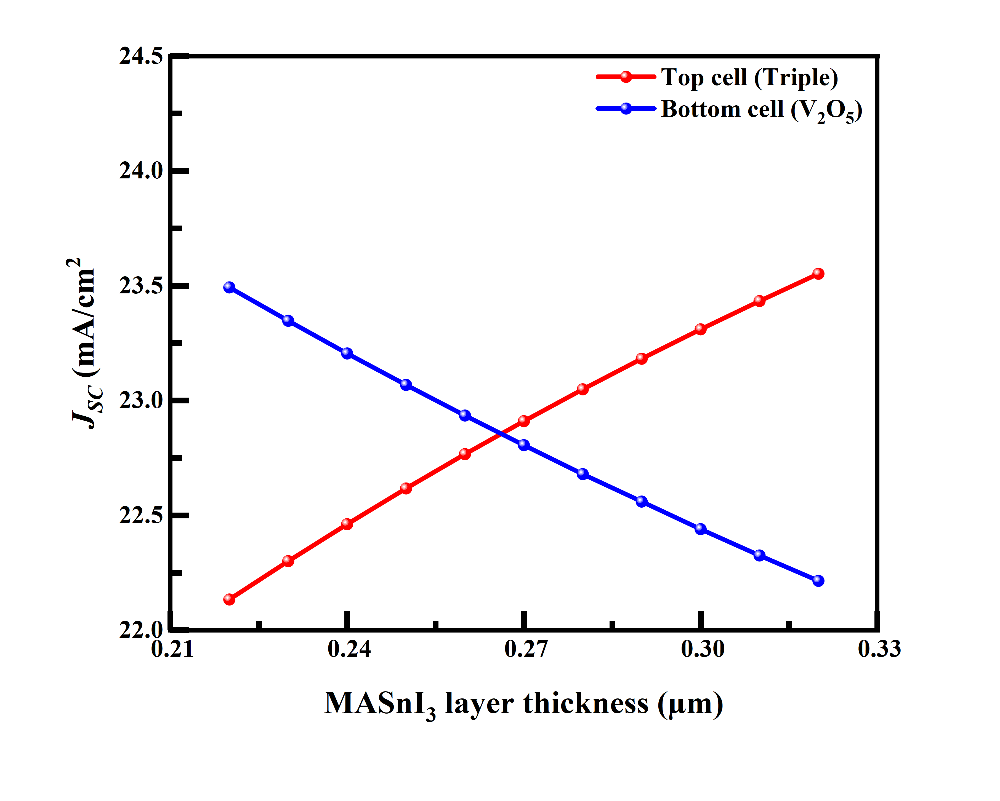 24.5
24.0
23.5
23.0
22.5
22.0
0.21 0.24 0.27 0.30 0.33
J_SC (mA/cm²
MASnI₃ layer thickness (μm)
Top cell (Triple)
Bottom cell (V₂O₅)